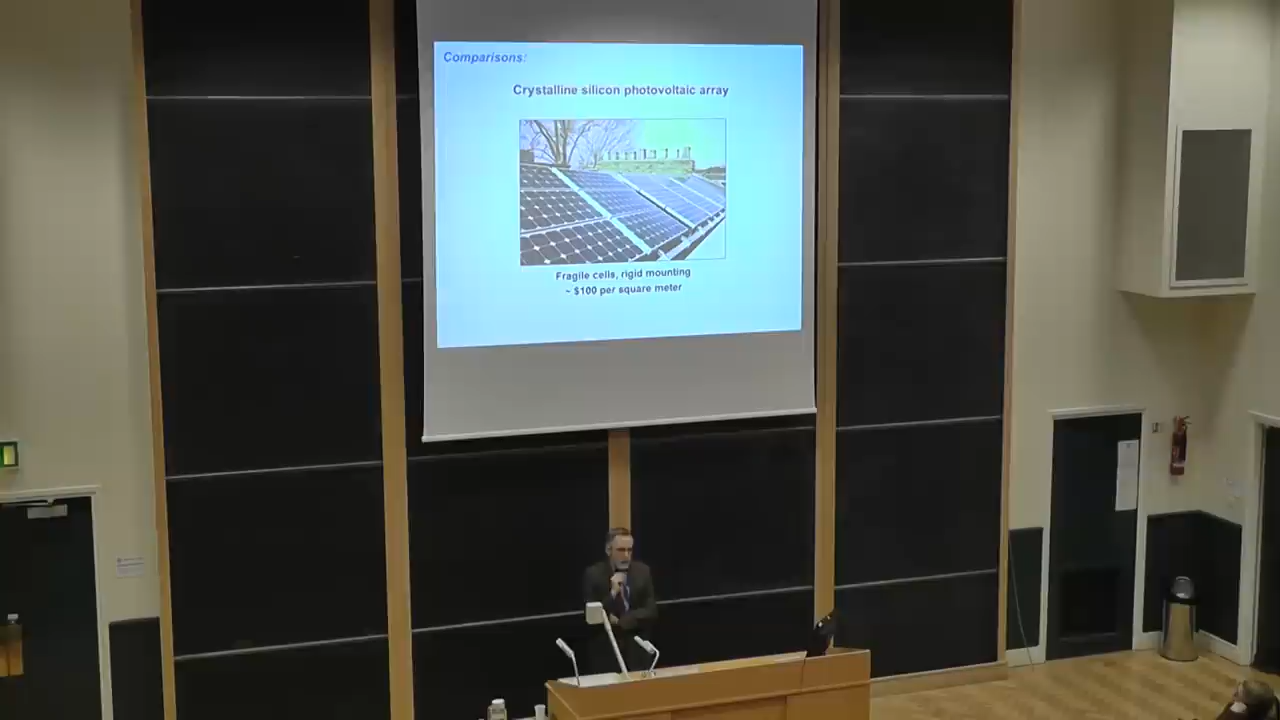 Comparisons:
Crystalline silicon photovoltaic array
Fragile cells, rigid mounting
~ $100 per square meter